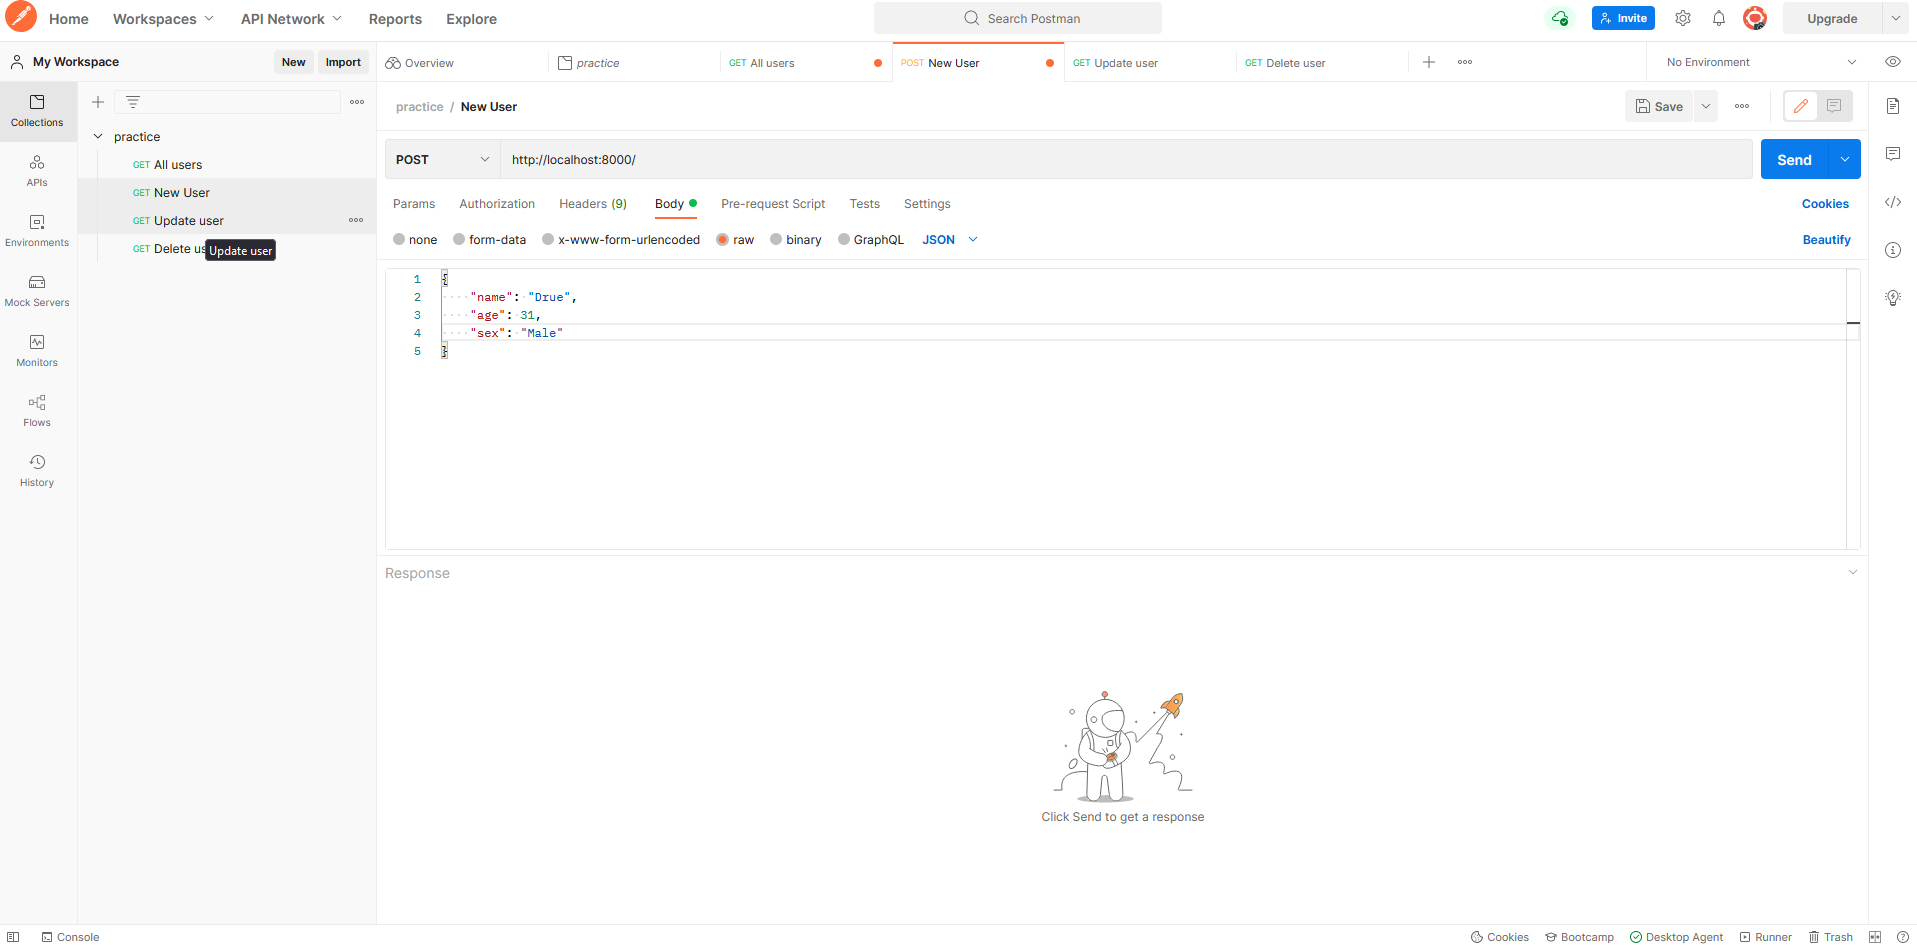 Home Workspaces API Network Reports Explore Search Postman Invite Upgrade
My Workspace New Import Overview practice GET All users POST New User GET Update user GET Delete user No Environment
practice / New User Save
Collections
practice
GET All users
GET New User
GET Update user
GET Delete us
Update user
APIs
Environments
Mock Servers
Monitors
Flows
History
POST http://localhost:8000/ Send
Params Authorization Headers (9) Body Pre-request Script Tests Settings Cookies
none form-data x-www-form-urlencoded raw binary GraphQL JSON Beautify
1 {
2 "name": "Drue",
3 "age": 31,
4 "sex": "Male"
5 }
Response
Click Send to get a response
Console Cookies Bootcamp Desktop Agent Runner Trash